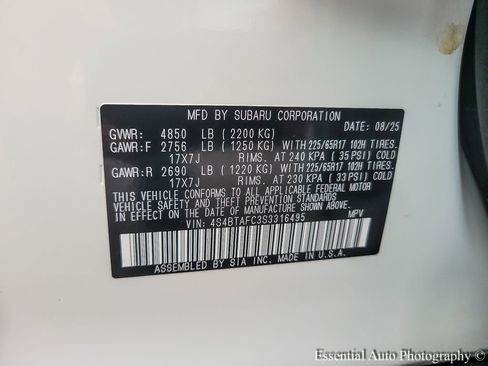 MFD BY SUBARU CORPORATION
DATE: 08/25
GVWR: 4850 LB (2200 KG)
GAWR:F 2756 LB (1250 KG) WITH 225/65R17 102H TIRES.
17X7J RIMS. AT 240 KPA (35 PSI) COLD
GAWR:R 2690 LB (1220 KG) WITH 225/65R17 102H TIRES.
17X7J RIMS. AT 230 KPA (33 PSI) COLD
THIS VEHICLE CONFORMS TO ALL APPLICABLE FEDERAL MOTOR
VEHICLE SAFETY AND THEFT PREVENTION STANDARDS
IN EFFECT ON THE DATE OF MANUFACTURE SHOWN ABOVE.
VIN: 4S4BTAFC3S3316495 MPV
ASSEMBLED BY SIA INC. MADE IN U.S.A.
Essential Auto Photography © 2025